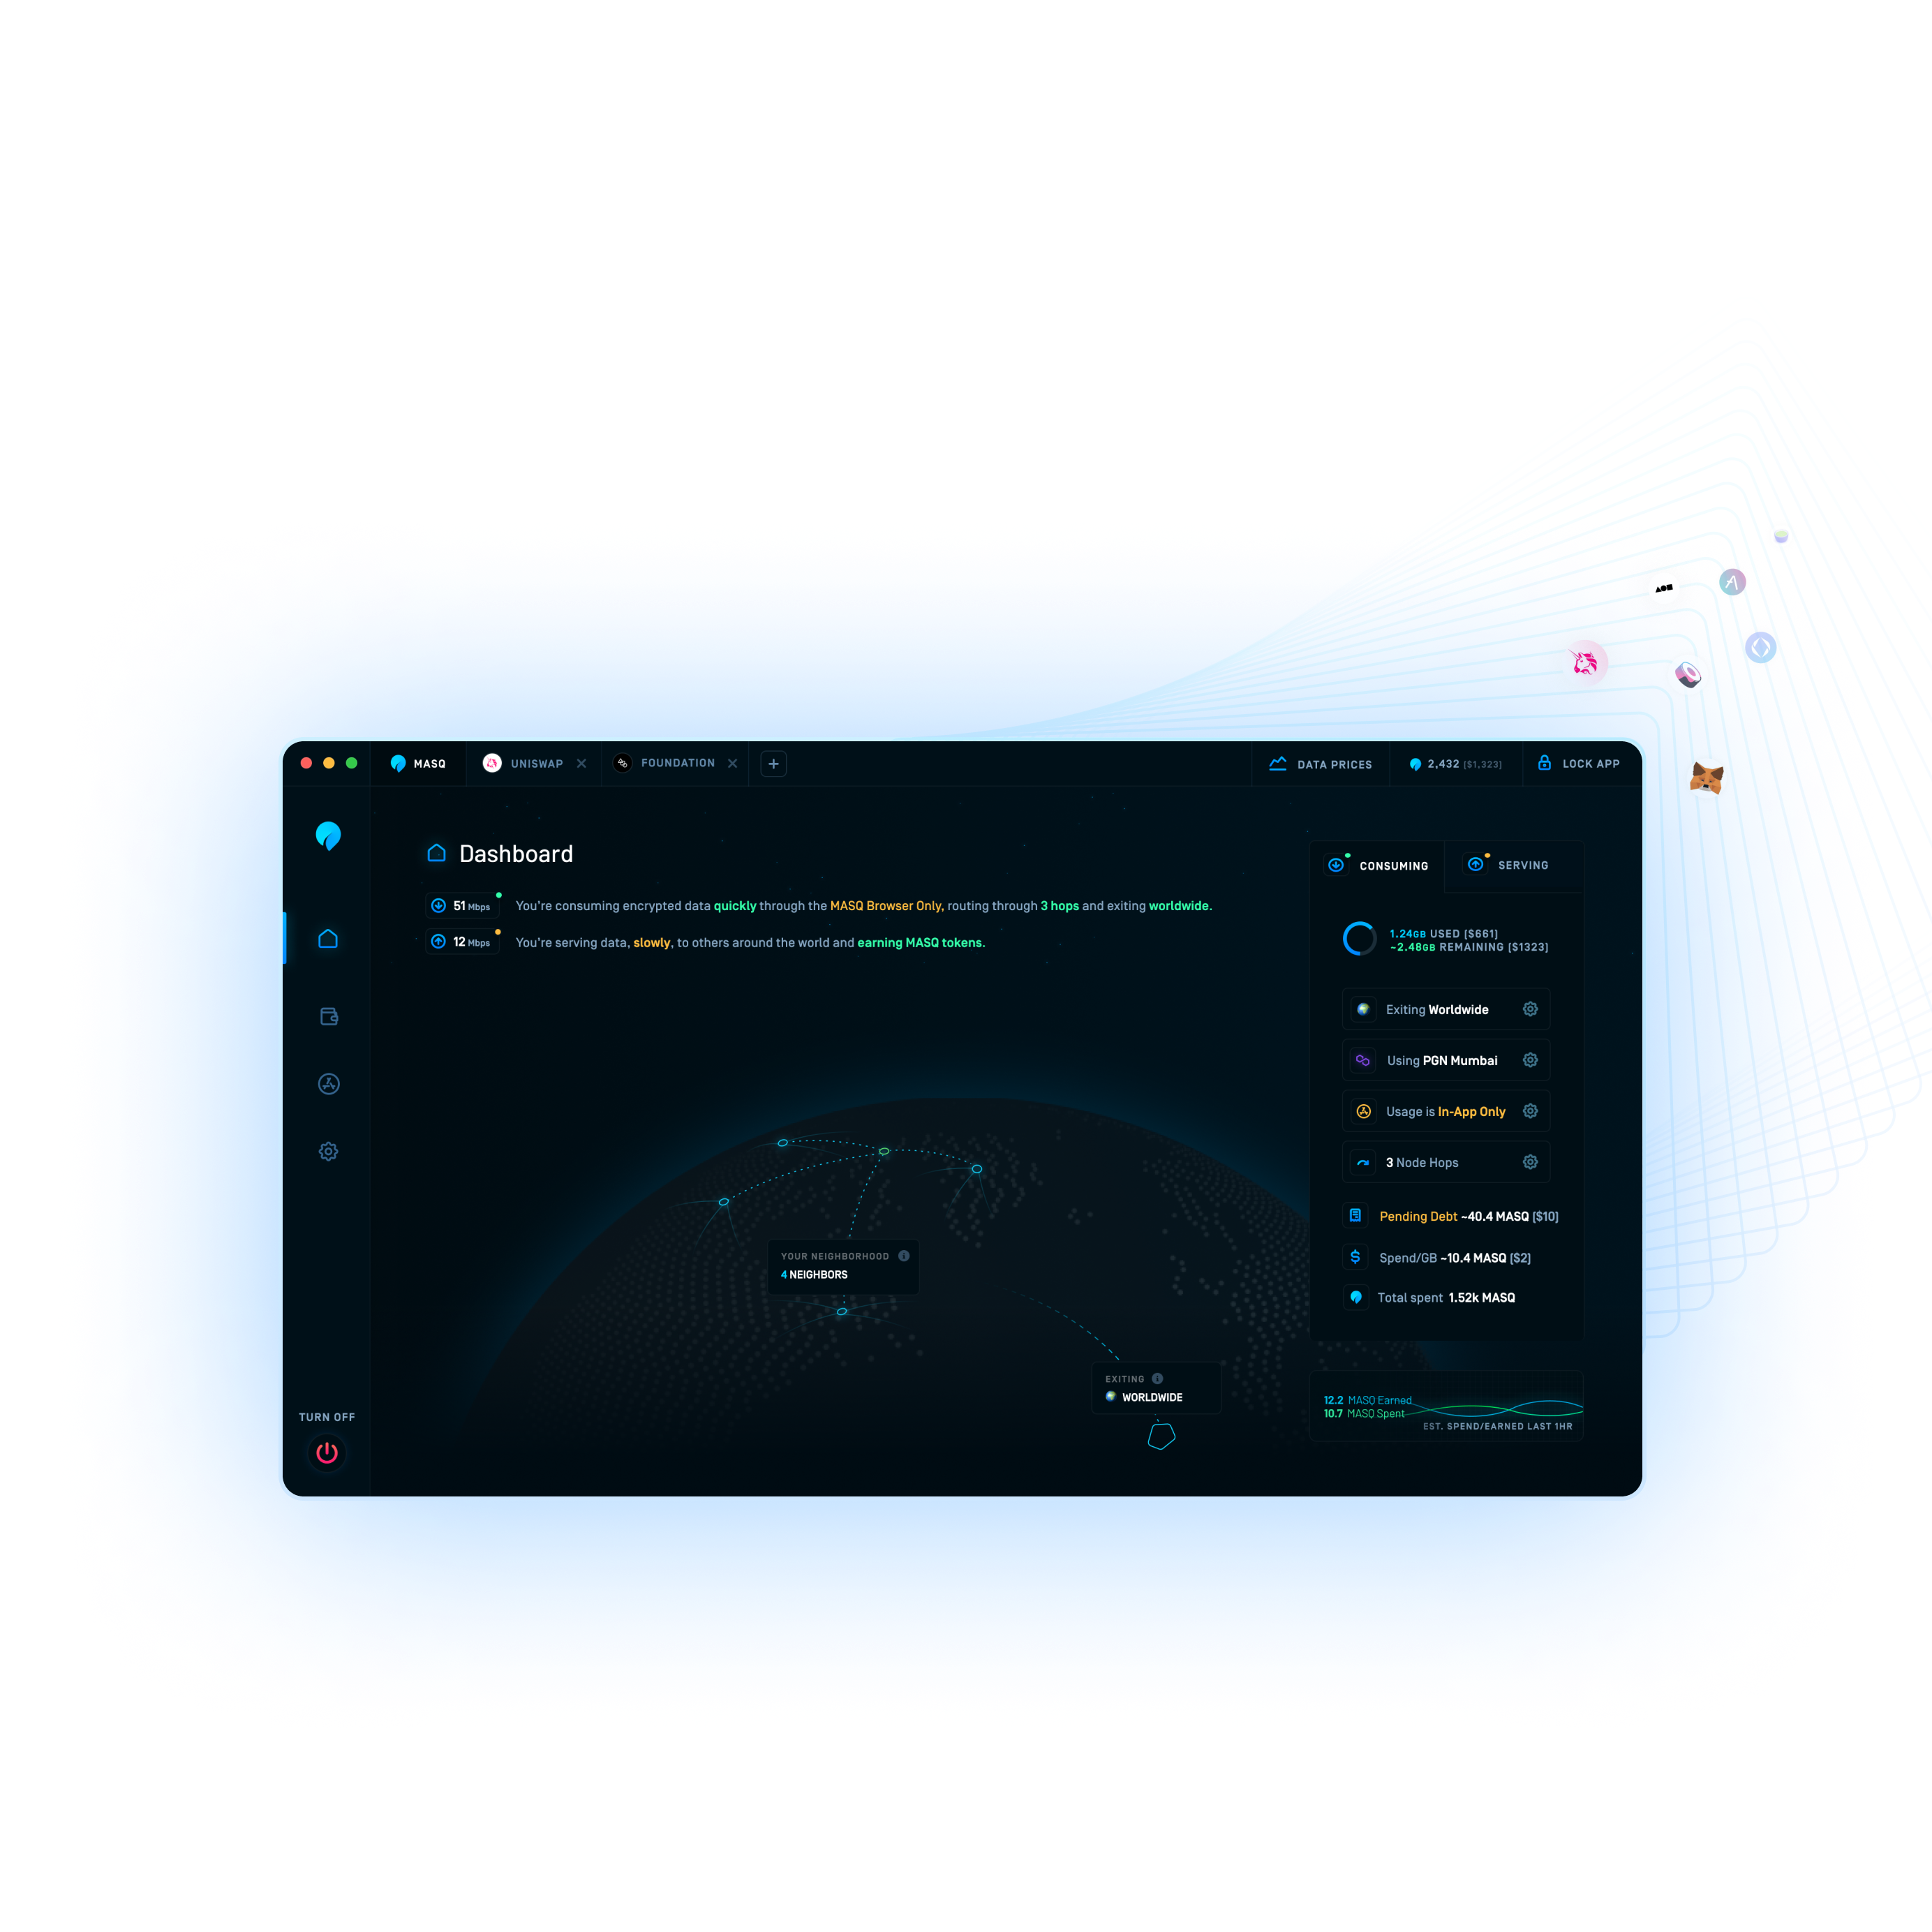 MASQ
UNISWAP
FOUNDATION
DATA PRICES
2,432 [$1,323]
LOCK APP
Dashboard
51 Mbps
You're consuming encrypted data quickly through the MASQ Browser Only, routing through 3 hops and exiting worldwide.
12 Mbps
You're serving data, slowly, to others around the world and earning MASQ tokens.
CONSUMING
SERVING
1.24GB USED [$661]
~2.48GB REMAINING [$1323]
Exiting Worldwide
Using PGN Mumbai
Usage is In-App Only
3 Node Hops
Pending Debt ~40.4 MASQ [$10]
Spend/GB ~10.4 MASQ [$2]
Total spent 1.52k MASQ
YOUR NEIGHBORHOOD
4 NEIGHBORS
EXITING
WORLDWIDE
12.2 MASQ Earned
10.7 MASQ Spent
EST. SPEND/EARNED LAST 1HR
TURN OFF